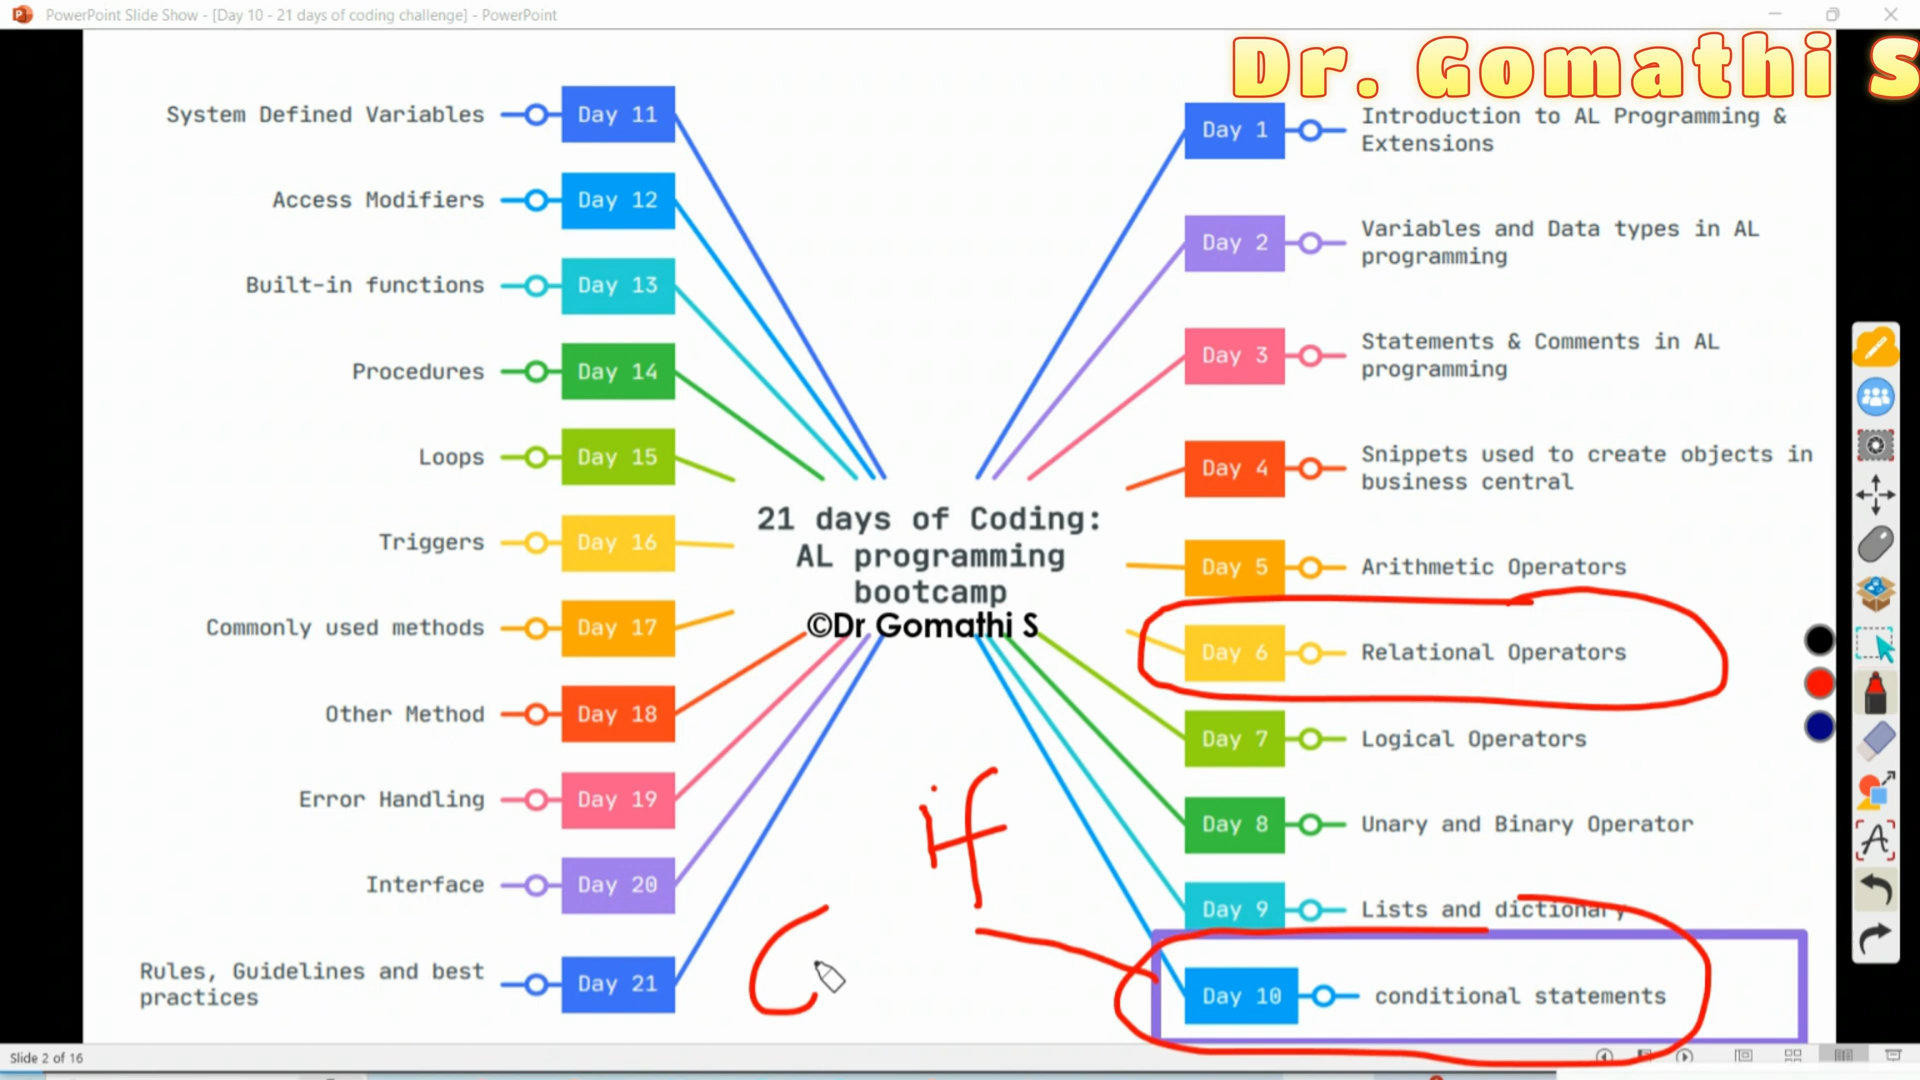 PowerPoint Slide Show - [Day 10 - 21 days of coding challenge] - PowerPoint
Dr. Gomathi S
System Defined Variables
Day 11
Access Modifiers
Day 12
Built-in functions
Day 13
Procedures
Day 14
Loops
Day 15
Triggers
Day 16
Commonly used methods
Day 17
Other Method
Day 18
Error Handling
Day 19
Interface
Day 20
Rules, Guidelines and best
practices
Day 21
21 days of Coding:
AL programming
bootcamp
©Dr Gomathi S
if
Day 1
Introduction to AL Programming &
Extensions
Day 2
Variables and Data types in AL
programming
Day 3
Statements & Comments in AL
programming
Day 4
Snippets used to create objects in
business central
Day 5
Arithmetic Operators
Day 6
Relational Operators
Day 7
Logical Operators
Day 8
Unary and Binary Operator
Day 9
Lists and dictionary
Day 10
conditional statements
Slide 2 of 16